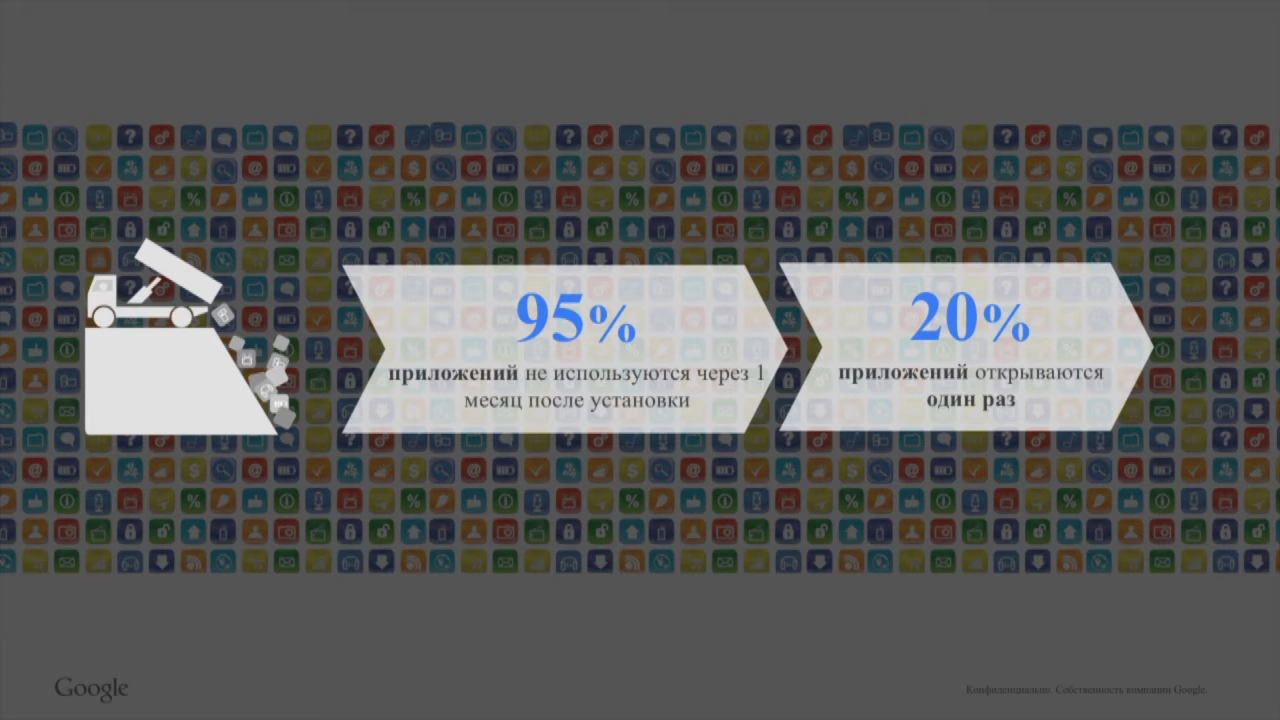 95%
приложений не используются через 1
месяц после установки
20%
приложений открываются
один раз
Google
Конфиденциально. Собственность компании Google.